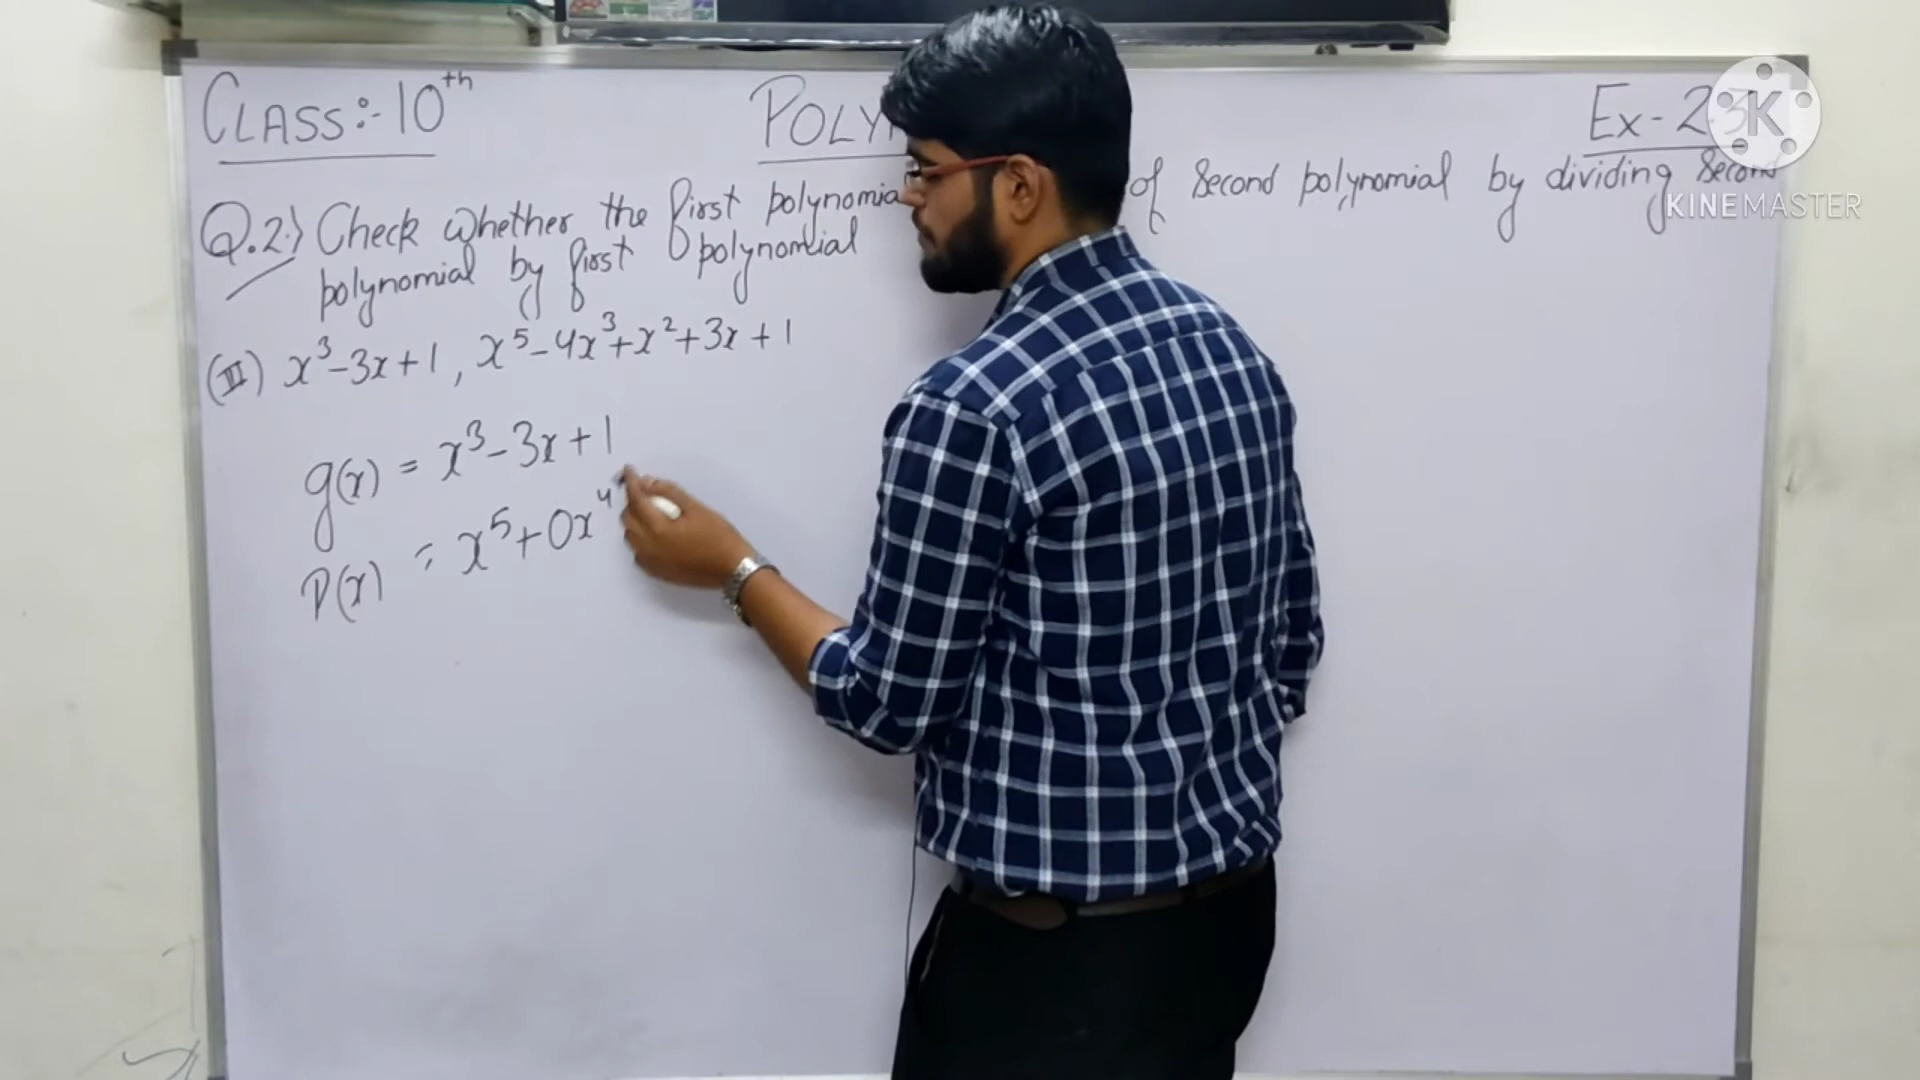 CLASS:- 10th POLY Ex-2.3
Q.2.) Check whether the first polynomia of Second polynomial by dividing Second
polynomial by first polynomial
(III) x³-3x+1, x⁵-4x³+x²+3x+1
g(x) = x³-3x+1
P(x) = x⁵+0x⁴
K
KINEMASTER